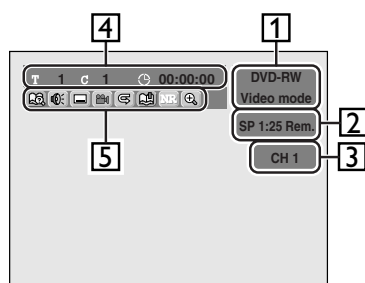 4
1
T 1 C 1 00:00:00
DVD-RW
Video mode
NR
SP 1:25 Rem.
2
5
CH 1
3